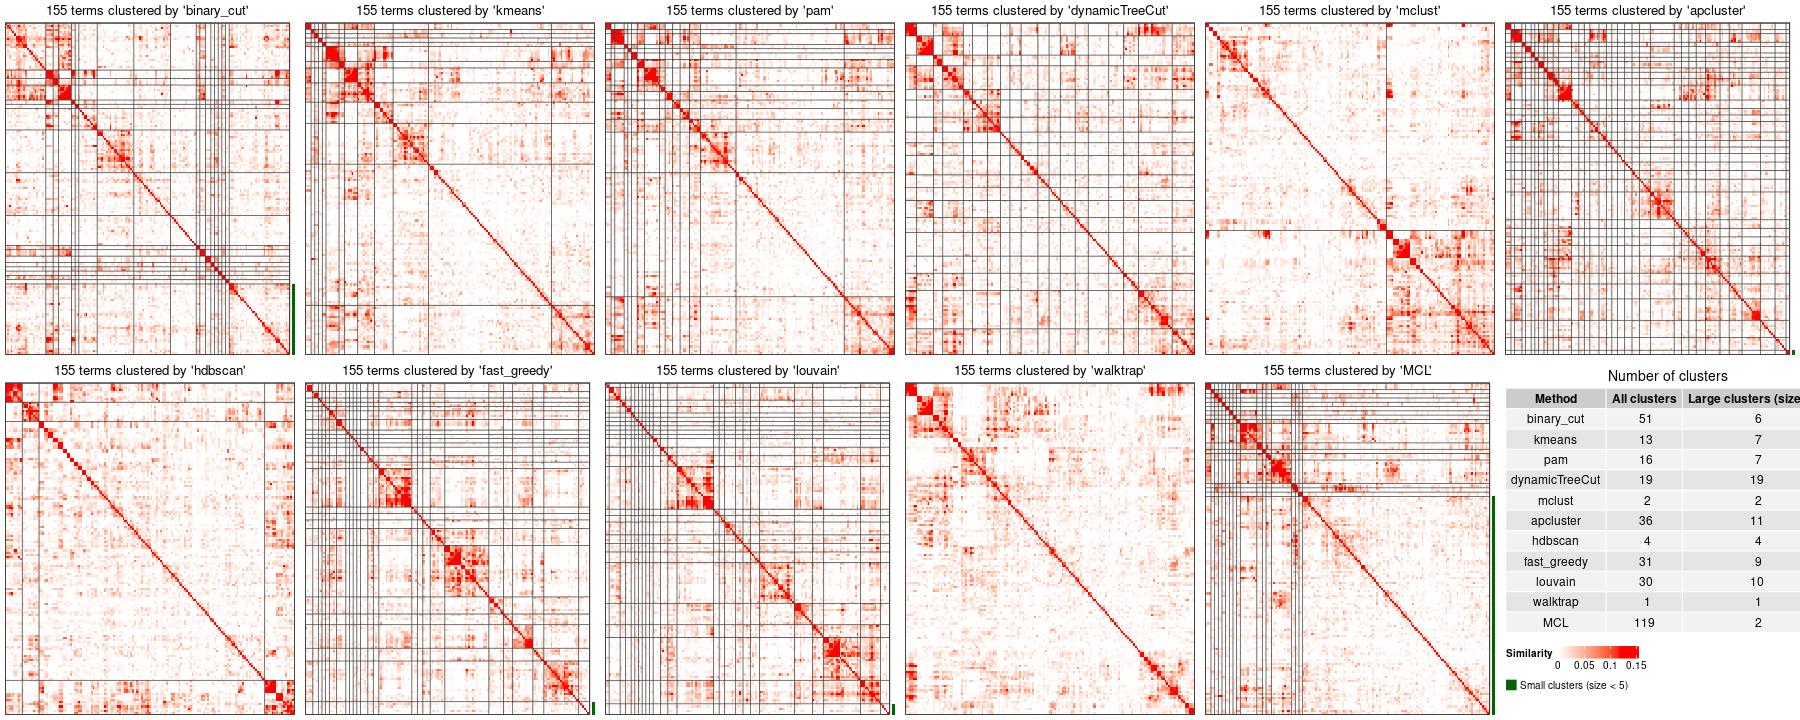 155 terms clustered by 'binary_cut'
155 terms clustered by 'kmeans'
155 terms clustered by 'pam'
155 terms clustered by 'dynamicTreeCut'
155 terms clustered by 'mclust'
155 terms clustered by 'apcluster'
155 terms clustered by 'hdbscan'
155 terms clustered by 'fast_greedy'
155 terms clustered by 'louvain'
155 terms clustered by 'walktrap'
155 terms clustered by 'MCL'
Number of clusters
Method All clusters Large clusters (size
binary_cut 51 6
kmeans 13 7
pam 16 7
dynamicTreeCut 19 19
mclust 2 2
apcluster 36 11
hdbscan 4 4
fast_greedy 31 9
louvain 30 10
walktrap 1 1
MCL 119 2
Similarity
0 0.05 0.1 0.15
Small clusters (size < 5)